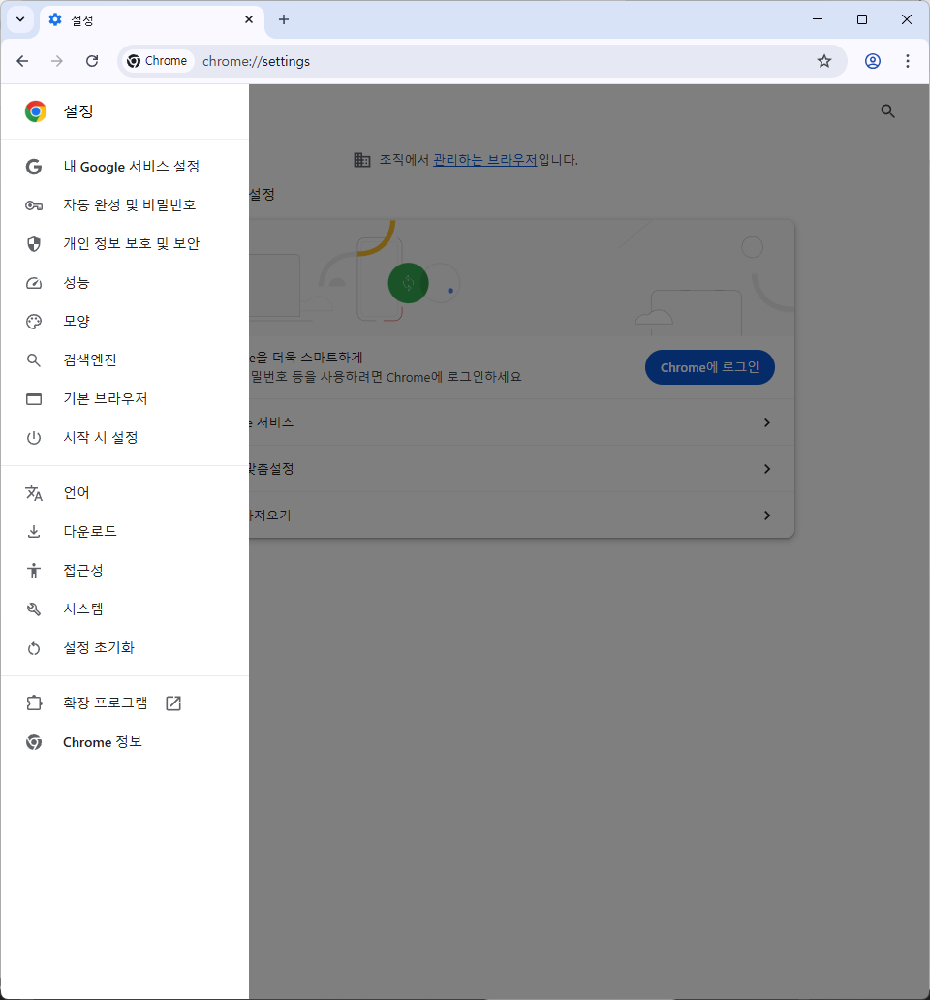 설정
Chrome
chrome://settings
설정
내 Google 서비스 설정
자동 완성 및 비밀번호
개인 정보 보호 및 보안
성능
모양
검색엔진
기본 브라우저
시작 시 설정
언어
다운로드
접근성
시스템
설정 초기화
확장 프로그램
Chrome 정보
조직에서 관리하는 브라우저입니다.
설정
e을 더욱 스마트하게
밀번호 등을 사용하려면 Chrome에 로그인하세요
Chrome에 로그인
e 서비스
맞춤설정
가져오기